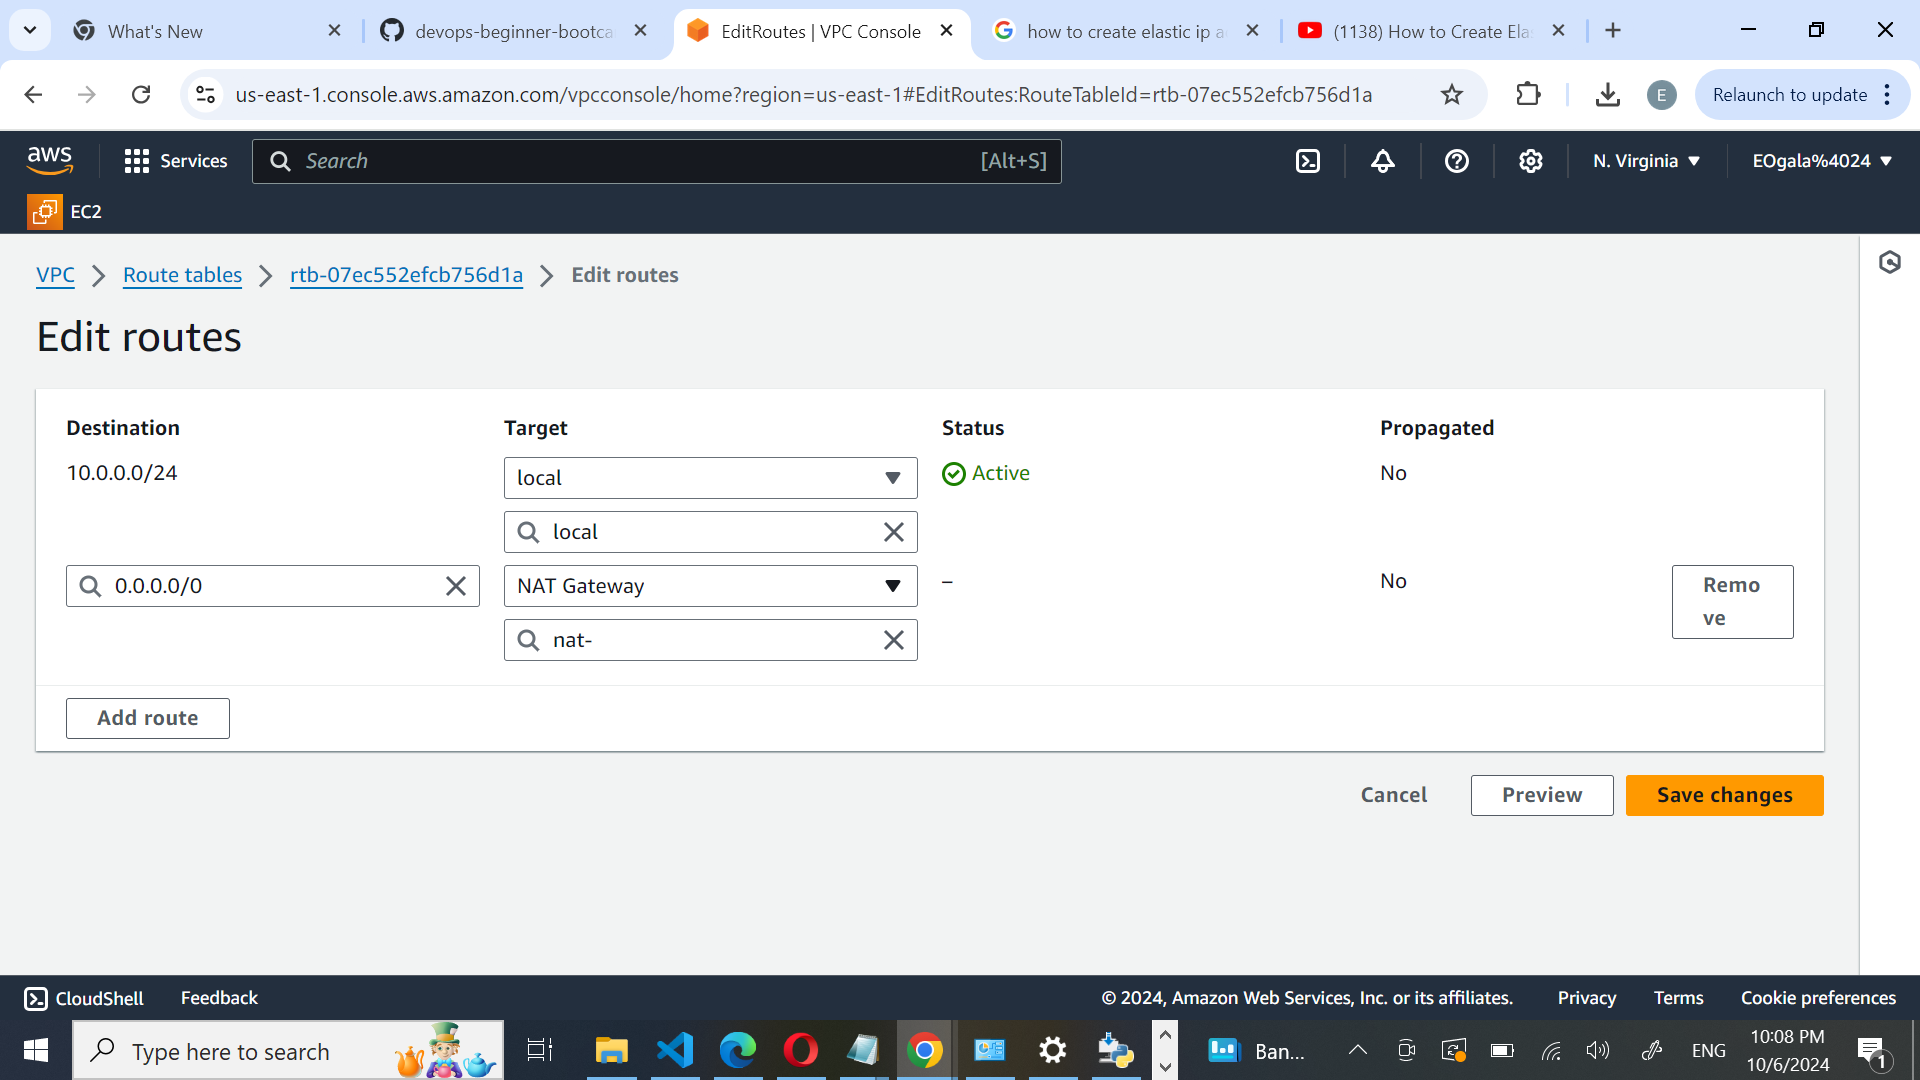 What's New
devops-beginner-bootca
EditRoutes | VPC Console
how to create elastic ip a
(1138) How to Create Ela
us-east-1.console.aws.amazon.com/vpcconsole/home?region=us-east-1#EditRoutes:RouteTableId=rtb-07ec552efcb756d1a
E
Relaunch to update
aws
Services
Search
[Alt+S]
N. Virginia
EOgala%4024
EC2
VPC
Route tables
rtb-07ec552efcb756d1a
Edit routes
Edit routes
Destination
Target
Status
Propagated
10.0.0.0/24
local
Active
No
local
0.0.0.0/0
NAT Gateway
–
No
Remo
ve
nat-
Add route
Cancel
Preview
Save changes
CloudShell
Feedback
© 2024, Amazon Web Services, Inc. or its affiliates.
Privacy
Terms
Cookie preferences
Type here to search
Ban...
ENG
10:08 PM
10/6/2024
1